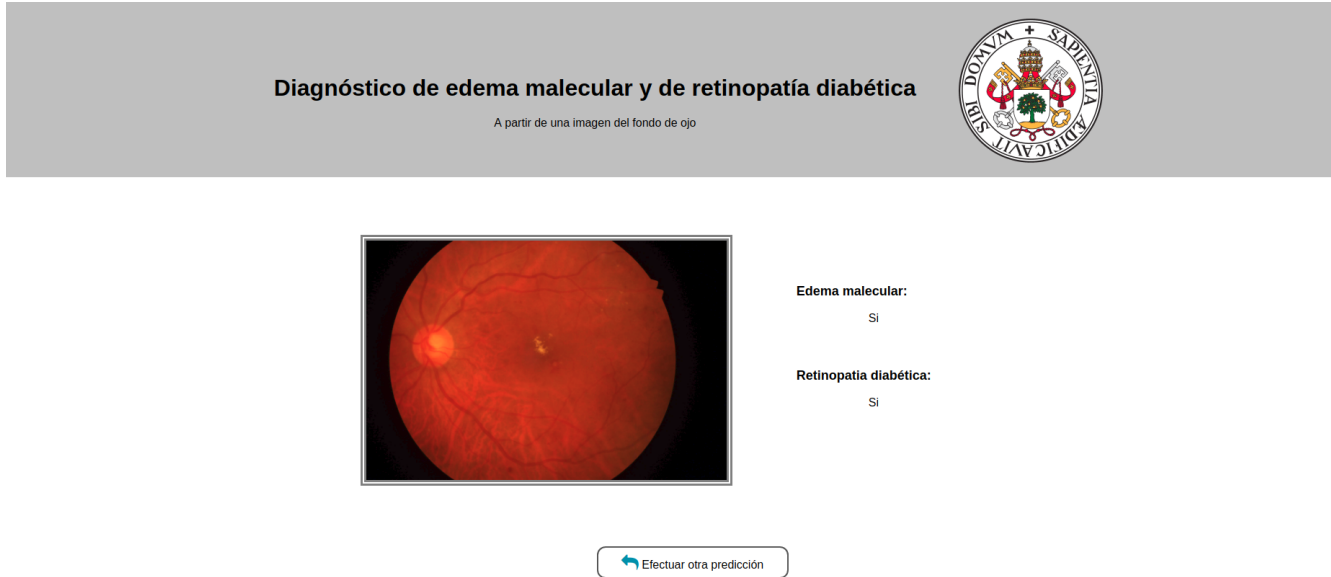 Diagnóstico de edema malecular y de retinopatía diabética
A partir de una imagen del fondo de ojo
SIBI DOMVM + SAPIENTIA ÆDIFICAVIT
Edema malecular:
Si
Retinopatia diabética:
Si
Efectuar otra predicción